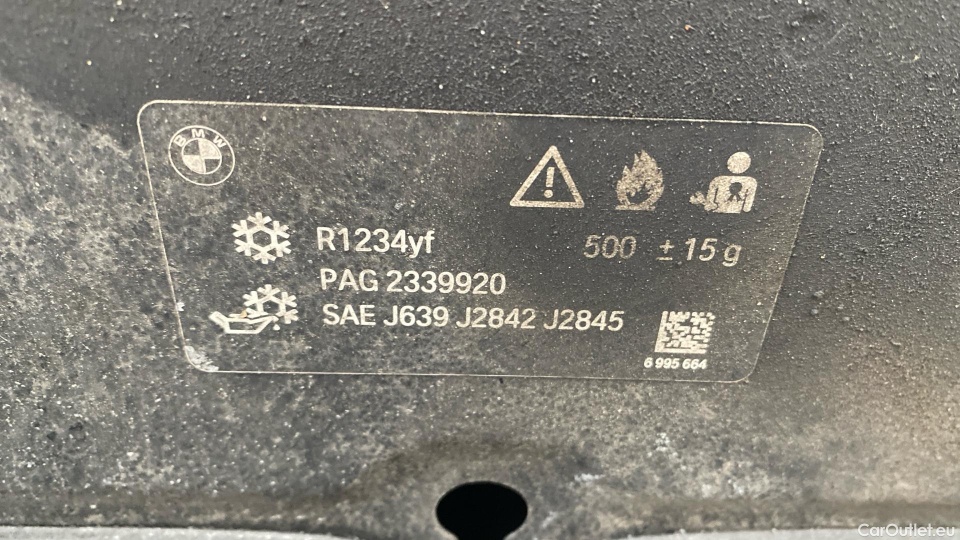 BMW
R1234yf 500 ± 15 g
PAG 2339920
SAE J639 J2842 J2845
6 995 664
CarOutlet.eu